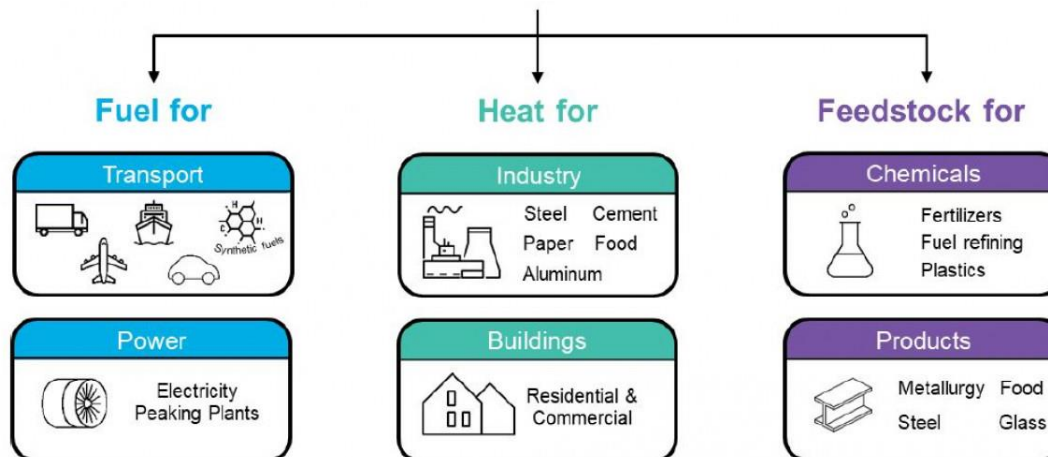 Fuel for
Transport
H
C
H
Synthetic fuels
Power
Electricity
Peaking Plants
Heat for
Industry
Steel Cement
Paper Food
Aluminum
Buildings
Residential &
Commercial
Feedstock for
Chemicals
Fertilizers
Fuel refining
Plastics
Products
Metallurgy Food
Steel Glass